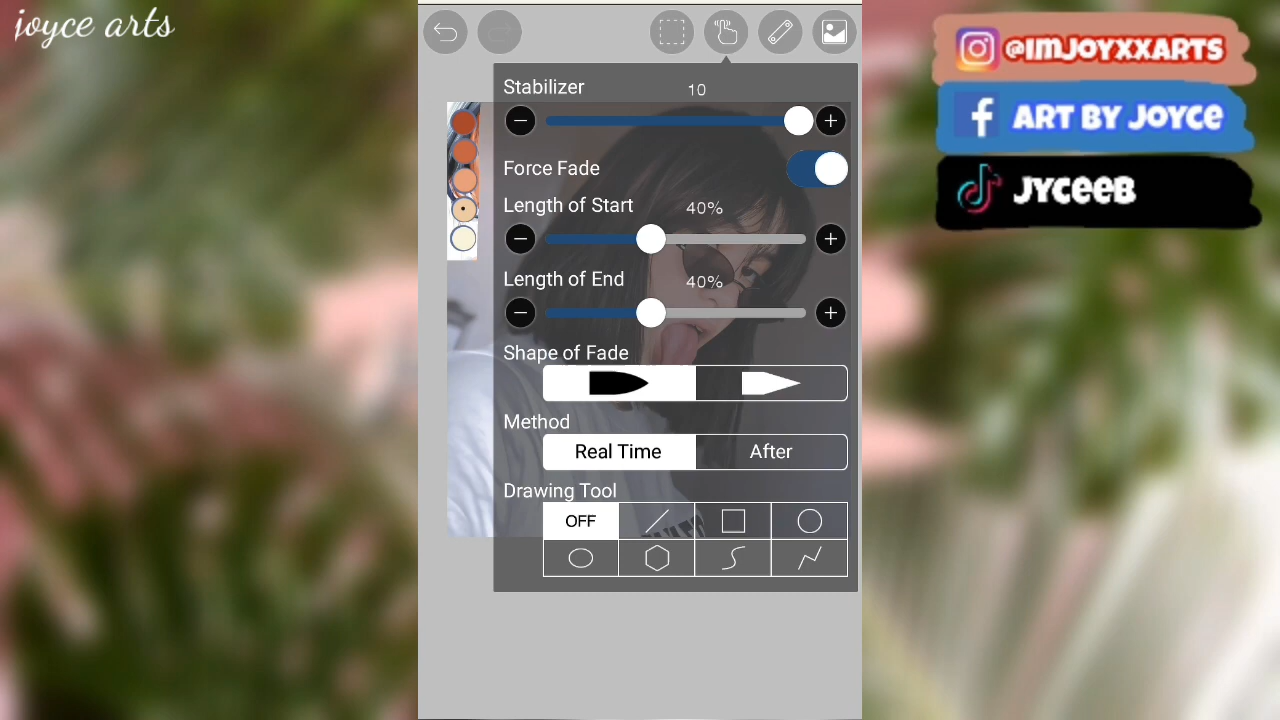 joyce arts
@IMJOYXXARTS
ART BY JOYCE
JYCEEB
Stabilizer 10
Force Fade
Length of Start 40%
Length of End 40%
Shape of Fade
Method
Real Time After
Drawing Tool
OFF